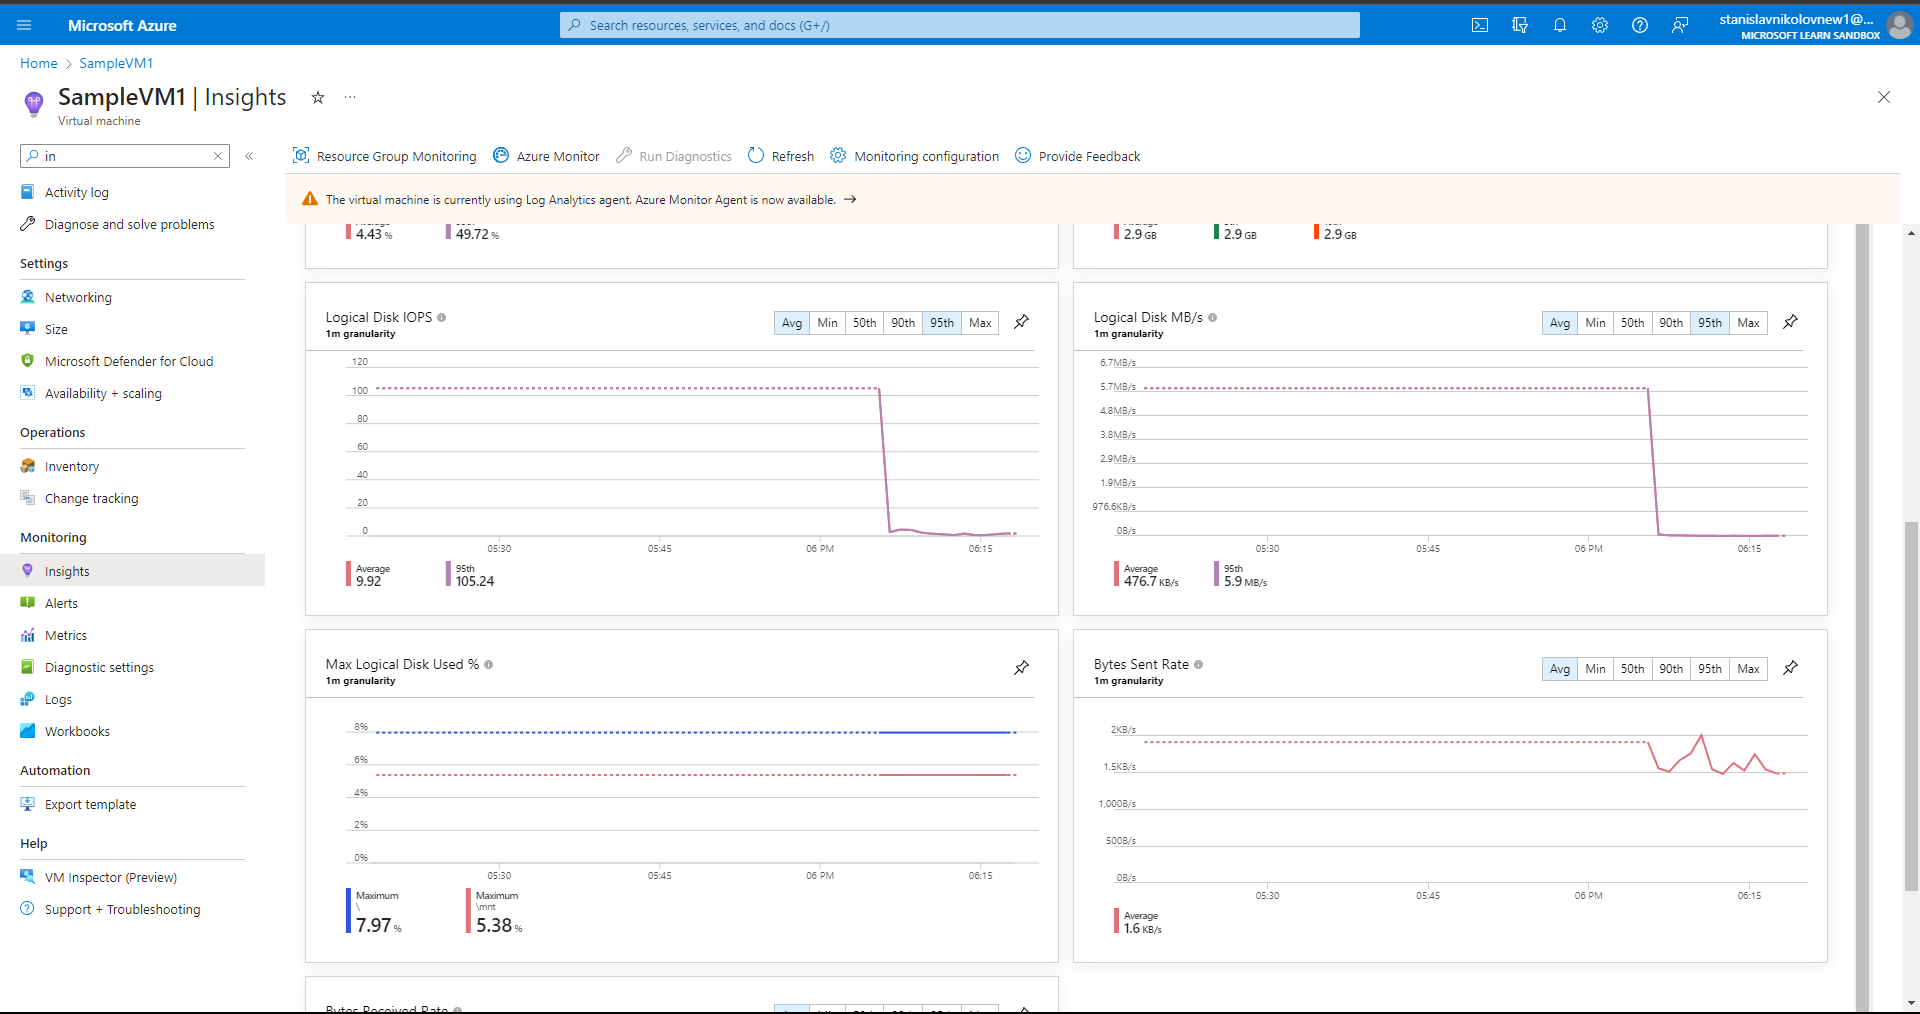 Microsoft Azure
Search resources, services, and docs (G+/)
stanislavnikolovnew1@...
MICROSOFT LEARN SANDBOX
Home > SampleVM1
SampleVM1 | Insights
Virtual machine
in
Resource Group Monitoring
Azure Monitor
Run Diagnostics
Refresh
Monitoring configuration
Provide Feedback
The virtual machine is currently using Log Analytics agent. Azure Monitor Agent is now available. →
Activity log
Diagnose and solve problems
Settings
Networking
Size
Microsoft Defender for Cloud
Availability + scaling
Operations
Inventory
Change tracking
Monitoring
Insights
Alerts
Metrics
Diagnostic settings
Logs
Workbooks
Automation
Export template
Help
VM Inspector (Preview)
Support + Troubleshooting
4.43 %
49.72 %
2.9 GB
2.9 GB
2.9 GB
Logical Disk IOPS
1m granularity
Avg Min 50th 90th 95th Max
120
100
80
60
40
20
0
05:30 05:45 06 PM 06:15
Average
9.92
95th
105.24
Logical Disk MB/s
1m granularity
Avg Min 50th 90th 95th Max
6.7MB/s
5.7MB/s
4.8MB/s
3.8MB/s
2.9MB/s
1.9MB/s
976.6KB/s
0B/s
05:30 05:45 06 PM 06:15
Average
476.7 KB/s
95th
5.9 MB/s
Max Logical Disk Used %
1m granularity
8%
6%
4%
2%
0%
05:30 05:45 06 PM 06:15
Maximum
\
7.97 %
Maximum
\mnt
5.38 %
Bytes Sent Rate
1m granularity
Avg Min 50th 90th 95th Max
2KB/s
1.5KB/s
1,000B/s
500B/s
0B/s
05:30 05:45 06 PM 06:15
Average
1.6 KB/s
Bytes Received Rate